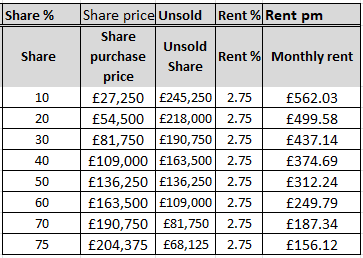 Share % Share price Unsold Rent % Rent pm
Share Share purchase price Unsold Share Rent % Monthly rent
10 £27,250 £245,250 2.75 £562.03
20 £54,500 £218,000 2.75 £499.58
30 £81,750 £190,750 2.75 £437.14
40 £109,000 £163,500 2.75 £374.69
50 £136,250 £136,250 2.75 £312.24
60 £163,500 £109,000 2.75 £249.79
70 £190,750 £81,750 2.75 £187.34
75 £204,375 £68,125 2.75 £156.12